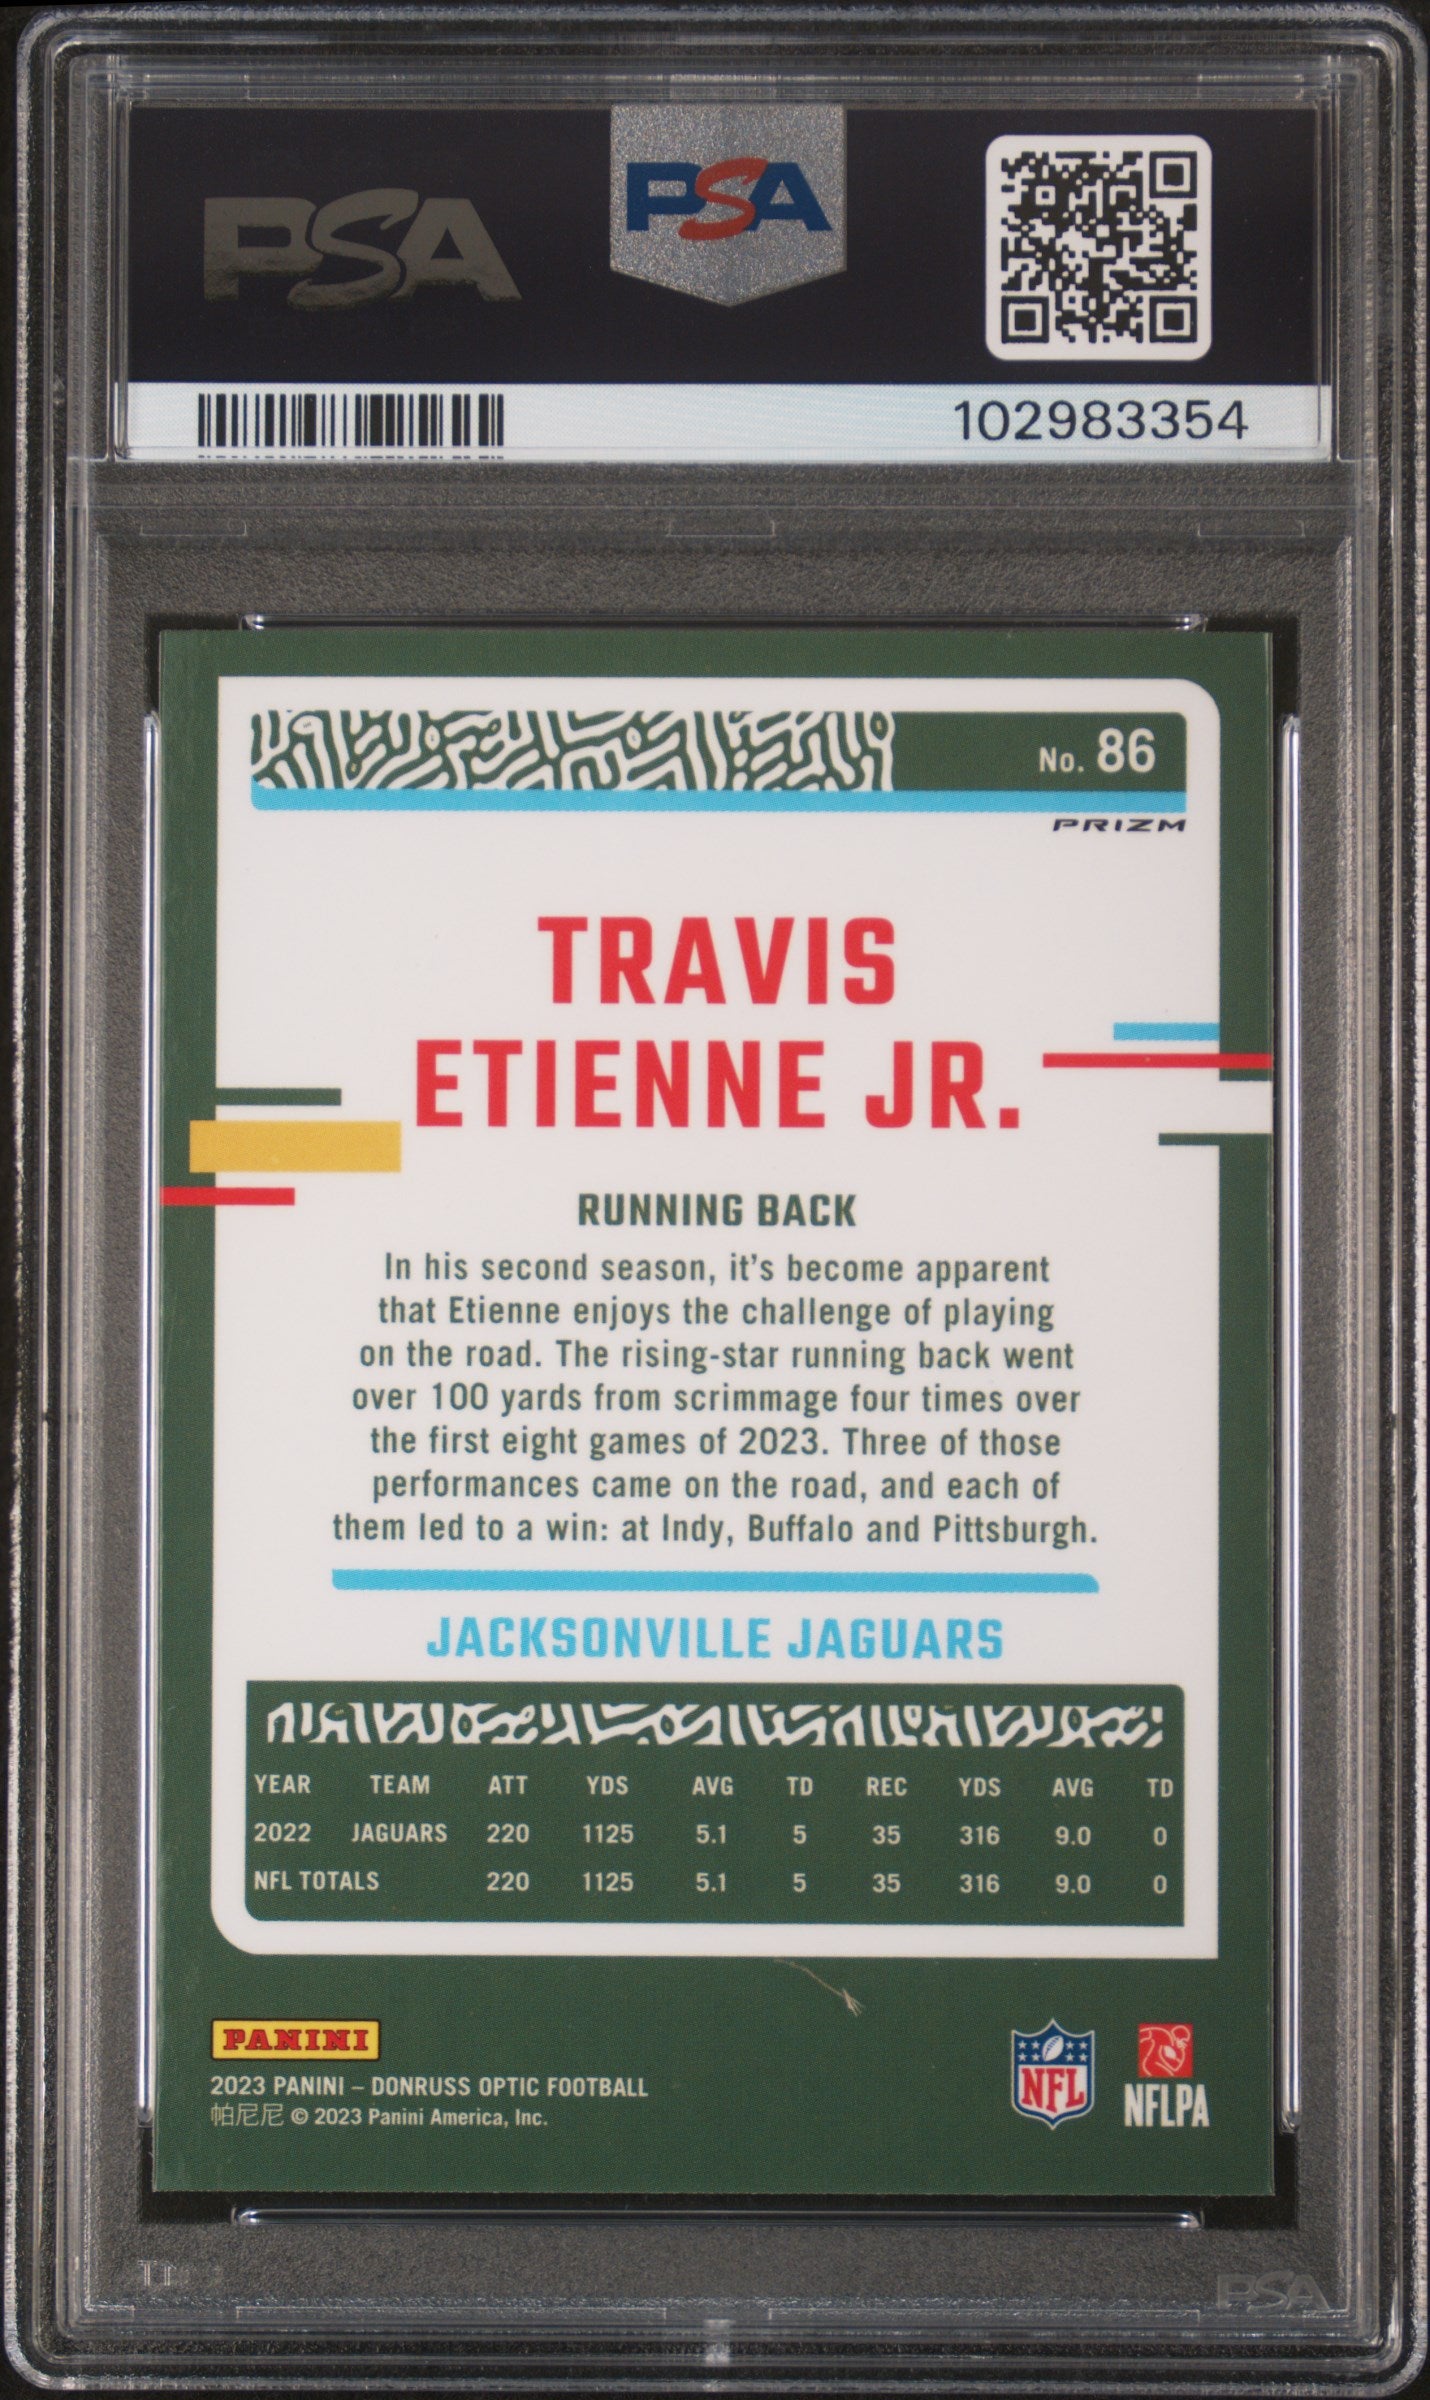 PSA
PSA
102983354
No. 86
PRIZM
TRAVIS
ETIENNE JR.
RUNNING BACK
In his second season, it's become apparent
that Etienne enjoys the challenge of playing
on the road. The rising-star running back went
over 100 yards from scrimmage four times over
the first eight games of 2023. Three of those
performances came on the road, and each of
them led to a win: at Indy, Buffalo and Pittsburgh.
JACKSONVILLE JAGUARS
YEAR TEAM ATT YDS AVG TD REC YDS AVG TD
2022 JAGUARS 220 1125 5.1 5 35 316 9.0 0
NFL TOTALS 220 1125 5.1 5 35 316 9.0 0
PANINI
2023 PANINI – DONRUSS OPTIC FOOTBALL
帕尼尼 © 2023 Panini America, Inc.
NFL
NFLPA
PSA